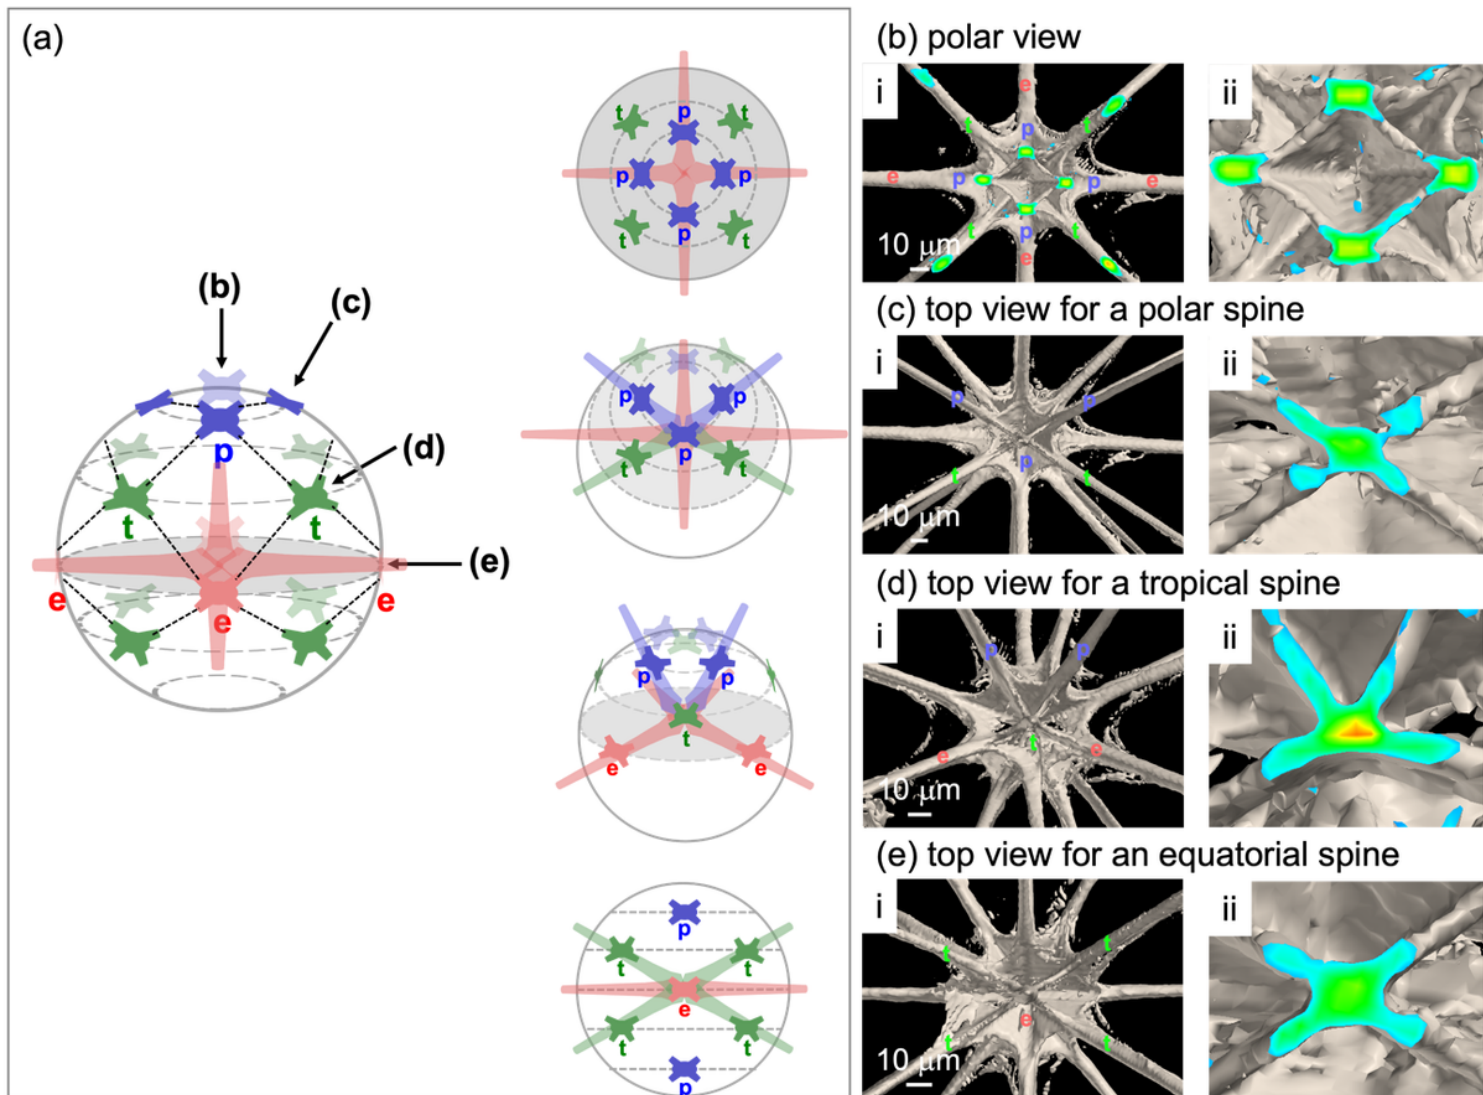 (a)
(b)
(c)
p
(d)
t
t
(e)
e
e
e
t
p
t
p
p
t
p
t
p
p
t
p
t
p
p
t
e
e
p
t
t
e
t
t
p
(b) polar view
i
e
t
t
p
e
p
p
e
t
p
t
e
10 μm
ii
(c) top view for a polar spine
i
p
p
p
t
t
10 μm
ii
(d) top view for a tropical spine
i
p
p
t
e
e
10 μm
ii
(e) top view for an equatorial spine
i
t
t
e
t
t
10 μm
ii